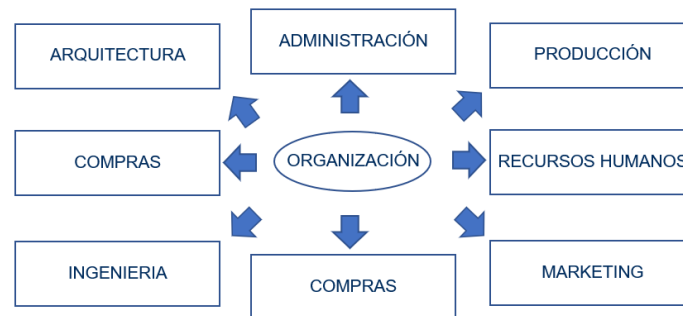 ADMINISTRACIÓN
ARQUITECTURA
PRODUCCIÓN
COMPRAS
ORGANIZACIÓN
RECURSOS HUMANOS
INGENIERIA
COMPRAS
MARKETING